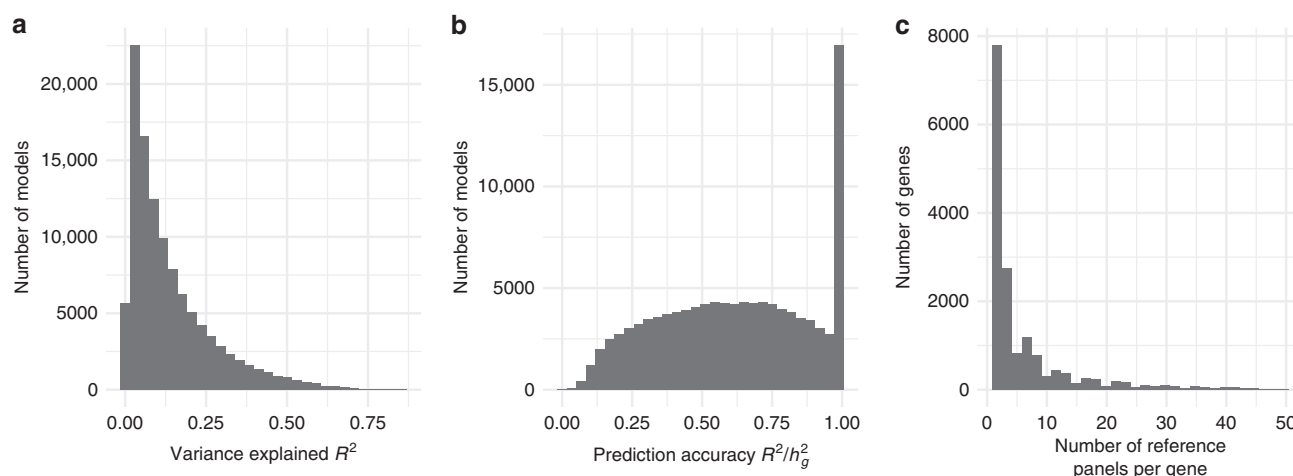 a
Number of models
20,000
15,000
10,000
5000
0
0.00 0.25 0.50 0.75
Variance explained R²
b
Number of models
15,000
10,000
5000
0
0.00 0.25 0.50 0.75 1.00
Prediction accuracy R²/h²g
c
Number of genes
8000
6000
4000
2000
0
0 10 20 30 40 50
Number of reference
panels per gene